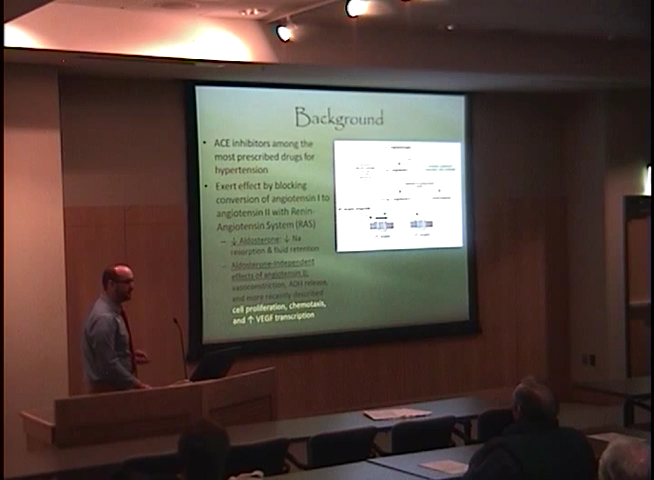 Background
• ACE inhibitors among the
most prescribed drugs for
hypertension
• Exert effect by blocking
conversion of angiotensin I to
angiotensin II with Renin-
Angiotensin System (RAS)
– ↓ Aldosterone: ↓ Na
resorption & fluid retention
– Aldosterone-independent
effects of angiotensin II:
vasoconstriction, ADH release,
and more recently described
cell proliferation, chemotaxis,
and ↑ VEGF transcription